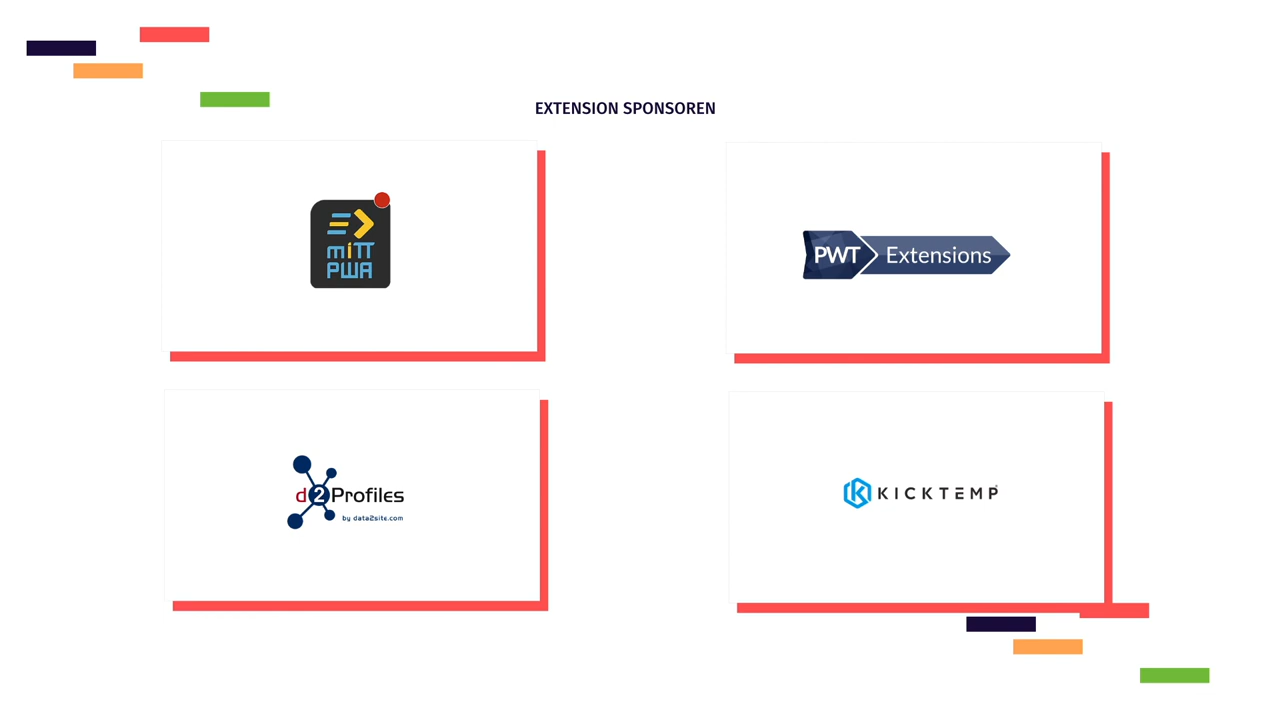 EXTENSION SPONSOREN
miTT
PWA
PWT Extensions
d2Profiles
by data2site.com
KICKTEMP